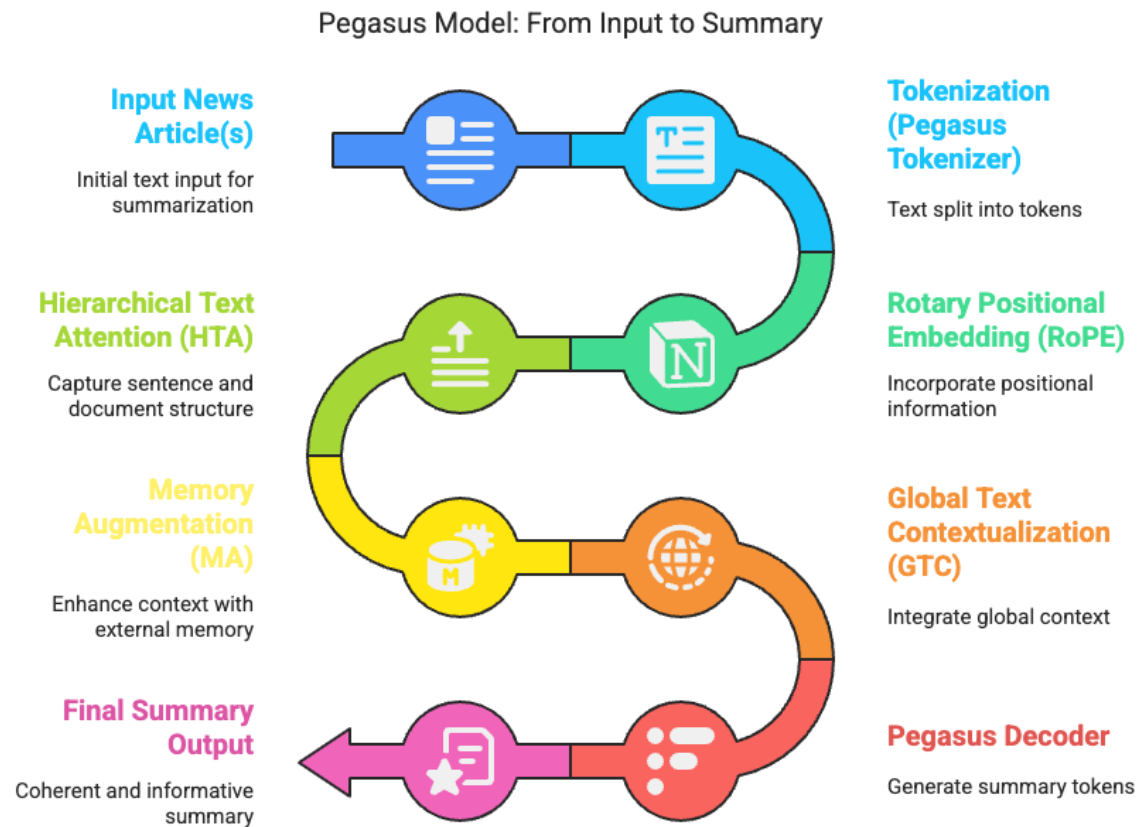 Pegasus Model: From Input to Summary
Input News
Article(s)
Initial text input for
summarization
Tokenization
(Pegasus
Tokenizer)
Text split into tokens
T
Rotary Positional
Embedding (RoPE)
Incorporate positional
information
N
Hierarchical Text
Attention (HTA)
Capture sentence and
document structure
Memory
Augmentation
(MA)
Enhance context with
external memory
M
Global Text
Contextualization
(GTC)
Integrate global context
Pegasus Decoder
Generate summary tokens
Final Summary
Output
Coherent and informative
summary